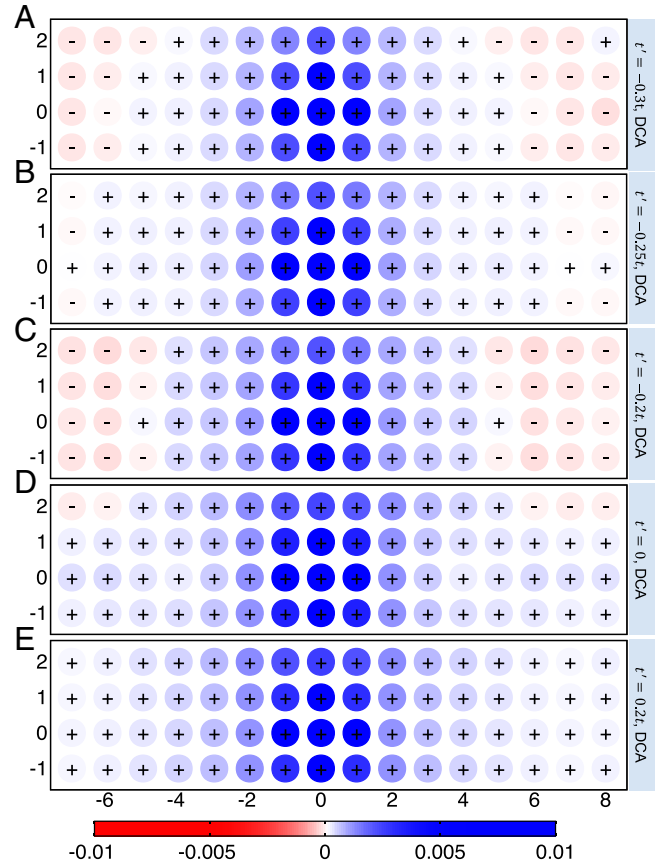 A
2 - - - + + + + + + + + + - - - +
1 - - + + + + + + + + + + + - - -
0 - - + + + + + + + + + + + - - -
-1 - - + + + + + + + + + + + - - -
t′ = −0.3t, DCA
B
2 - + + + + + + + + + + + + + - -
1 - + + + + + + + + + + + + + - -
0 + + + + + + + + + + + + + + + +
-1 - + + + + + + + + + + + + + - -
t′ = −0.25t, DCA
C
2 - - - + + + + + + + + + - - - -
1 - - - + + + + + + + + + - - - -
0 - - + + + + + + + + + + + - - -
-1 - - - + + + + + + + + + - - - -
t′ = −0.2t, DCA
D
2 - - + + + + + + + + + + + - - -
1 + + + + + + + + + + + + + + + +
0 + + + + + + + + + + + + + + + +
-1 + + + + + + + + + + + + + + + +
t′ = 0, DCA
E
2 + + + + + + + + + + + + + + + +
1 + + + + + + + + + + + + + + + +
0 + + + + + + + + + + + + + + + +
-1 + + + + + + + + + + + + + + + +
t′ = 0.2t, DCA
-6 -4 -2 0 2 4 6 8
-0.01 -0.005 0 0.005 0.01